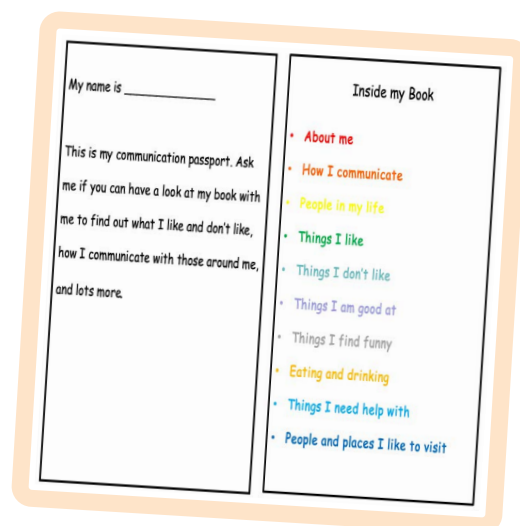 My name is _______________
This is my communication passport. Ask
me if you can have a look at my book with
me to find out what I like and don't like,
how I communicate with those around me,
and lots more.
Inside my Book
• About me
• How I communicate
• People in my life
• Things I like
• Things I don't like
• Things I am good at
• Things I find funny
• Eating and drinking
• Things I need help with
• People and places I like to visit